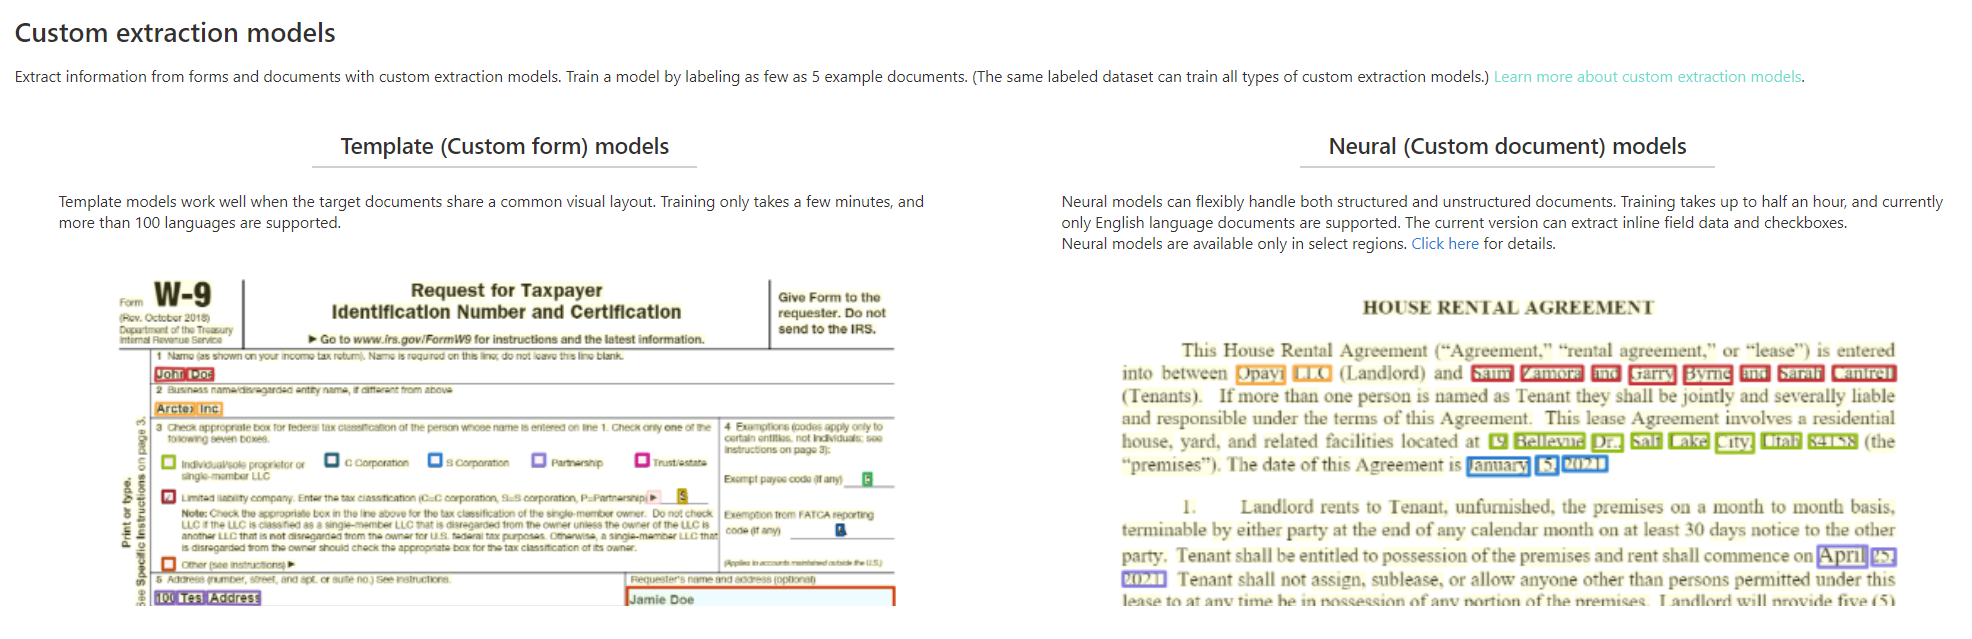 Custom extraction models
Extract information from forms and documents with custom extraction models. Train a model by labeling as few as 5 example documents. (The same labeled dataset can train all types of custom extraction models.) Learn more about custom extraction models.
Template (Custom form) models
Template models work well when the target documents share a common visual layout. Training only takes a few minutes, and
more than 100 languages are supported.
Form W-9
(Rev. October 2018)
Department of the Treasury
Internal Revenue Service
Request for Taxpayer
Identification Number and Certification
▶ Go to www.irs.gov/FormW9 for instructions and the latest information.
Give Form to the
requester. Do not
send to the IRS.
Print or type.
See Specific Instructions on page 3.
1 Name (as shown on your income tax return). Name is required on this line; do not leave this line blank.
John Doe
2 Business name/disregarded entity name, if different from above
Arctex Inc.
3 Check appropriate box for federal tax classification of the person whose name is entered on line 1. Check only one of the
following seven boxes.
Individual/sole proprietor or
single-member LLC
C Corporation
S Corporation
Partnership
Trust/estate
Limited liability company. Enter the tax classification (C=C corporation, S=S corporation, P=Partnership) ▶ S
Note: Check the appropriate box in the line above for the tax classification of the single-member owner. Do not check
LLC if the LLC is classified as a single-member LLC that is disregarded from the owner unless the owner of the LLC is
another LLC that is not disregarded from the owner for U.S. federal tax purposes. Otherwise, a single-member LLC that
is disregarded from the owner should check the appropriate box for the tax classification of its owner.
Other (see instructions) ▶
4 Exemptions (codes apply only to
certain entities, not individuals; see
instructions on page 3):
Exempt payee code (if any)
Exemption from FATCA reporting
code (if any)
(Applies to accounts maintained outside the U.S.)
5 Address (number, street, and apt. or suite no.) See instructions.
100 Test Address
Requester's name and address (optional)
Jamie Doe
Neural (Custom document) models
Neural models can flexibly handle both structured and unstructured documents. Training takes up to half an hour, and currently
only English language documents are supported. The current version can extract inline field data and checkboxes.
Neural models are available only in select regions. Click here for details.
HOUSE RENTAL AGREEMENT
This House Rental Agreement (“Agreement,” “rental agreement,” or “lease”) is entered
into between Opayi LLC (Landlord) and Saim Zamora and Garry Byrne and Sarah Cantrell
(Tenants). If more than one person is named as Tenant they shall be jointly and severally liable
and responsible under the terms of this Agreement. This lease Agreement involves a residential
house, yard, and related facilities located at 19 Bellevue Dr., Salt Lake City, Utah 84158 (the
“premises”). The date of this Agreement is January 5, 2021
1. Landlord rents to Tenant, unfurnished, the premises on a month to month basis,
terminable by either party at the end of any calendar month on at least 30 days notice to the other
party. Tenant shall be entitled to possession of the premises and rent shall commence on April 25,
2021 Tenant shall not assign, sublease, or allow anyone other than persons permitted under this
lease to at any time be in possession of any portion of the premises. Landlord will provide five (5)